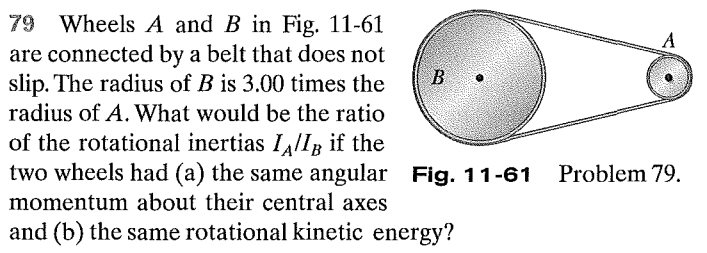 79 Wheels A and B in Fig. 11-61
are connected by a belt that does not
slip. The radius of B is 3.00 times the
radius of A. What would be the ratio
of the rotational inertias I_A/I_B if the
two wheels had (a) the same angular
momentum about their central axes
and (b) the same rotational kinetic energy?
B
A
Fig. 11-61 Problem 79.